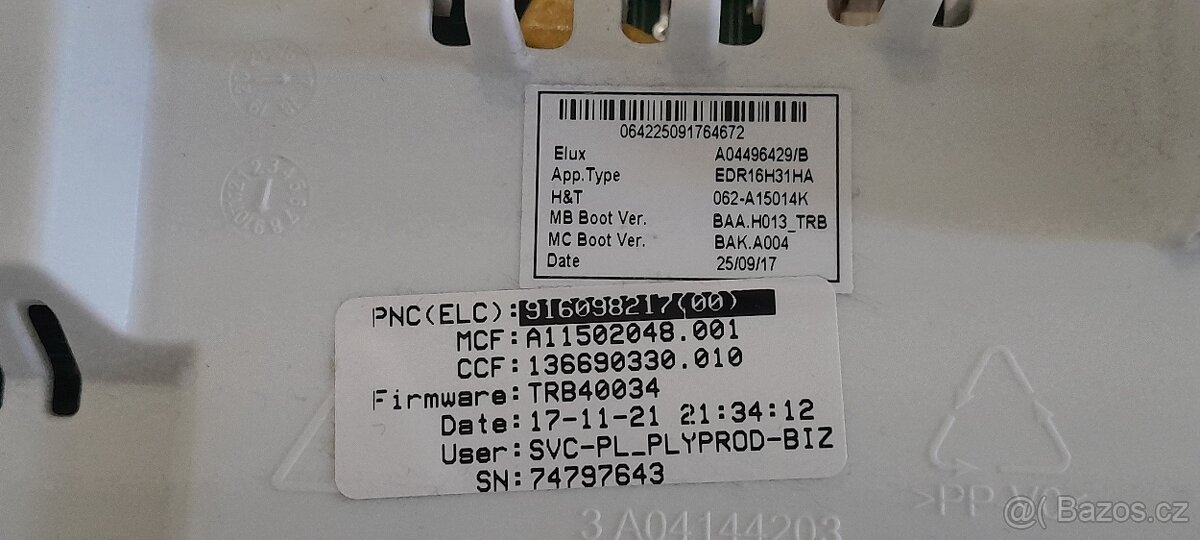 064225091764672
Elux A04496429/B
App.Type EDR16H31HA
H&T 062-A15014K
MB Boot Ver. BAA.H013_TRB
MC Boot Ver. BAK.A004
Date 25/09/17
PNC(ELC):916098217(00)
MCF:A11502048.001
CCF:136690330.010
Firmware:TRB40034
Date:17-11-21 21:34:12
User:SVC-PL_PLYPROD-BIZ
SN:74797643
>PP V0<
3 A04144203
Bazos.cz